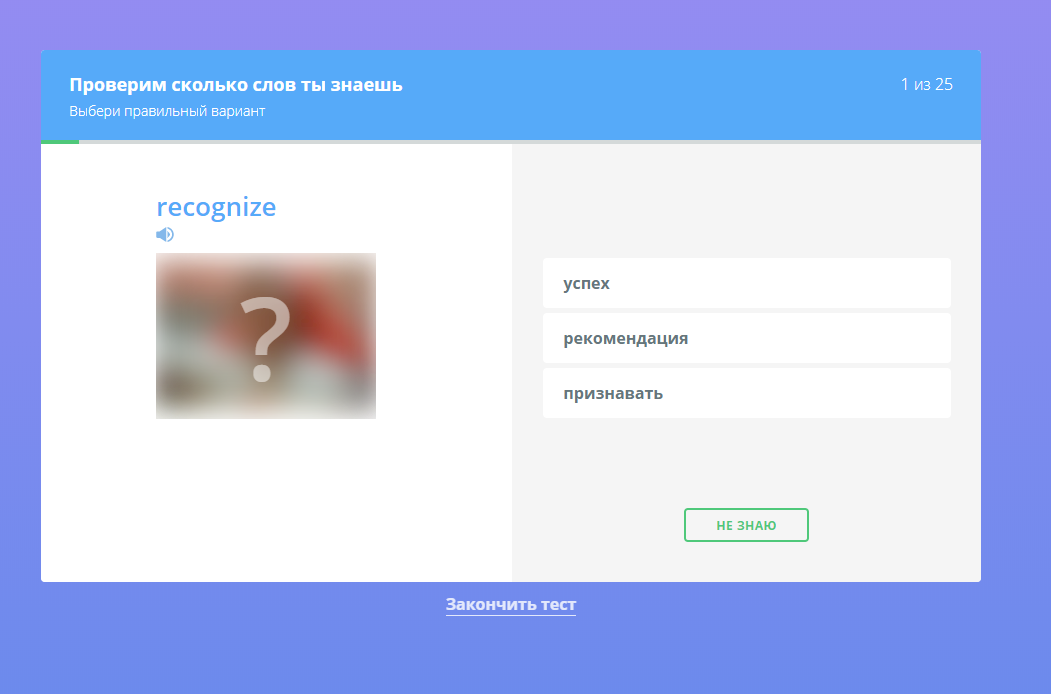 Проверим сколько слов ты знаешь
1 из 25
Выбери правильный вариант
recognize
?
успех
рекомендация
признавать
НЕ ЗНАЮ
Закончить тест